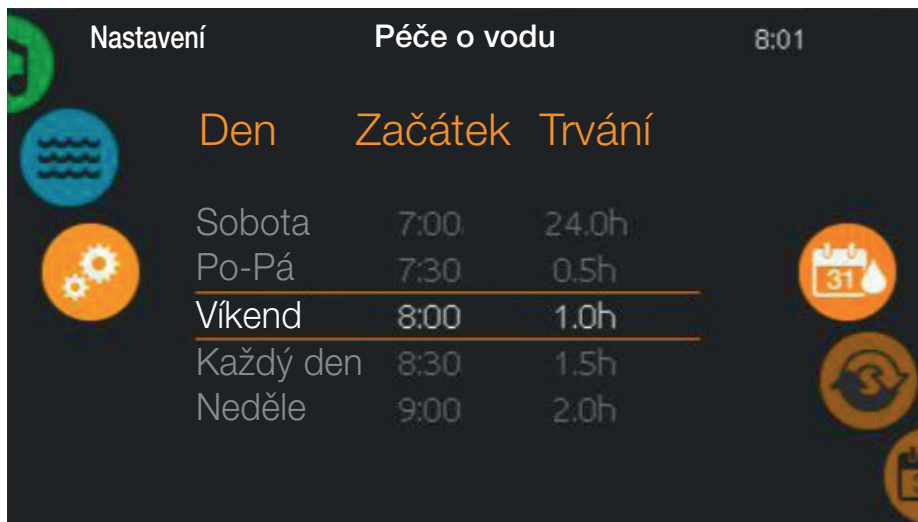 Nastavení Péče o vodu 8:01
Den Začátek Trvání
Sobota 7:00 24.0h
Po-Pá 7:30 0.5h
Víkend 8:00 1.0h
Každý den 8:30 1.5h
Neděle 9:00 2.0h
31